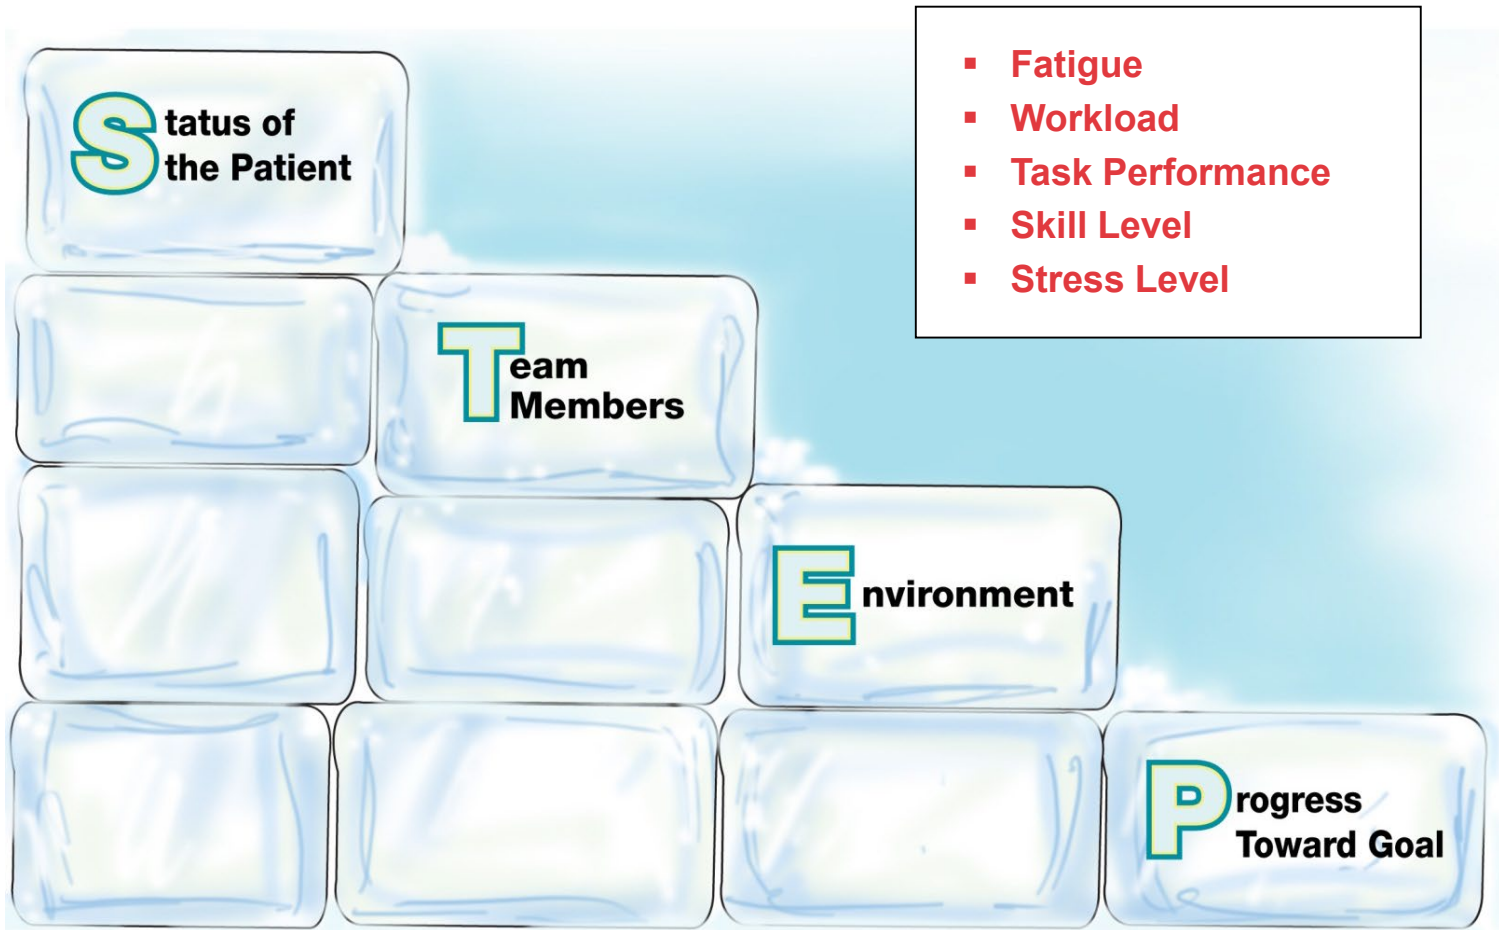 Status of
the Patient
Team
Members
Environment
Progress
Toward Goal
▪ Fatigue
▪ Workload
▪ Task Performance
▪ Skill Level
▪ Stress Level